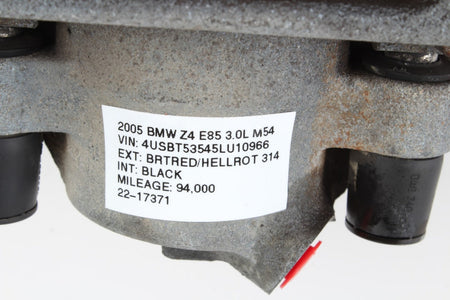 2005 BMW Z4 E85 3.0L M54
VIN: 4USBT53545LU10966
EXT: BRTRED/HELLROT 314
INT: BLACK
MILEAGE: 94,000
22-17371